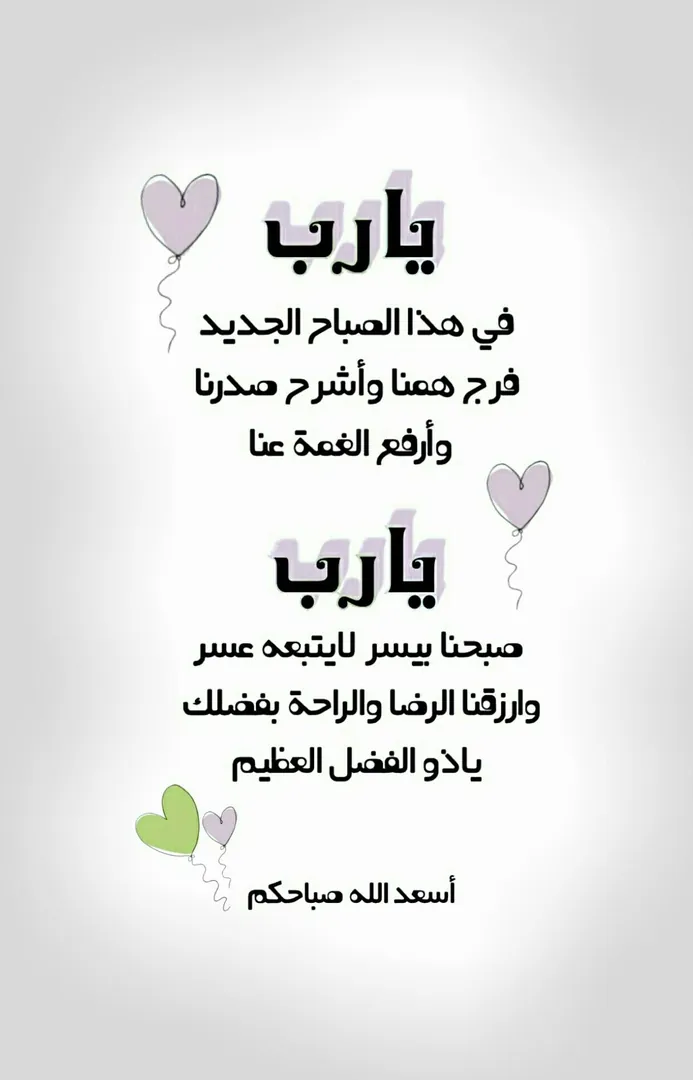 يارب
في هذا الصباح الجديد
فرج همنا وأشرح صدرنا
وأرفع الغمة عنا
يارب
صبحنا بيسر لايتبعه عسر
وارزقنا الرضا والراحة بفضلك
ياذو الفضل العظيم
أسعد الله صباحكم